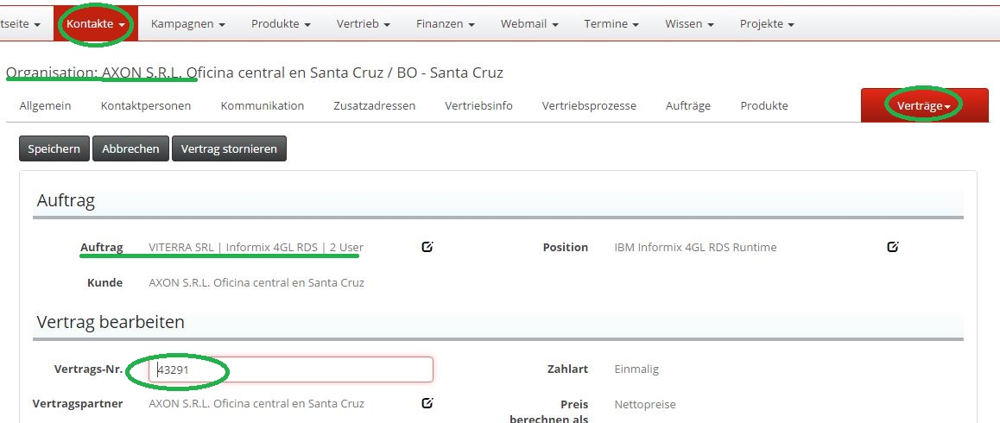 tseite Kontakte Kampagnen Produkte Vertrieb Finanzen Webmail Termine Wissen Projekte
Organisation: AXON S.R.L. Oficina central en Santa Cruz / BO - Santa Cruz
Allgemein Kontaktpersonen Kommunikation Zusatzadressen Vertriebsinfo Vertriebsprozesse Aufträge Produkte Verträge
Speichern Abbrechen Vertrag stornieren
Auftrag
Auftrag VITERRA SRL | Informix 4GL RDS | 2 User Position IBM Informix 4GL RDS Runtime
Kunde AXON S.R.L. Oficina central en Santa Cruz
Vertrag bearbeiten
Vertrags-Nr. 43291 Zahlart Einmalig
Vertragspartner AXON S.R.L. Oficina central en Santa Cruz Preis Nettopreise
berechnen als